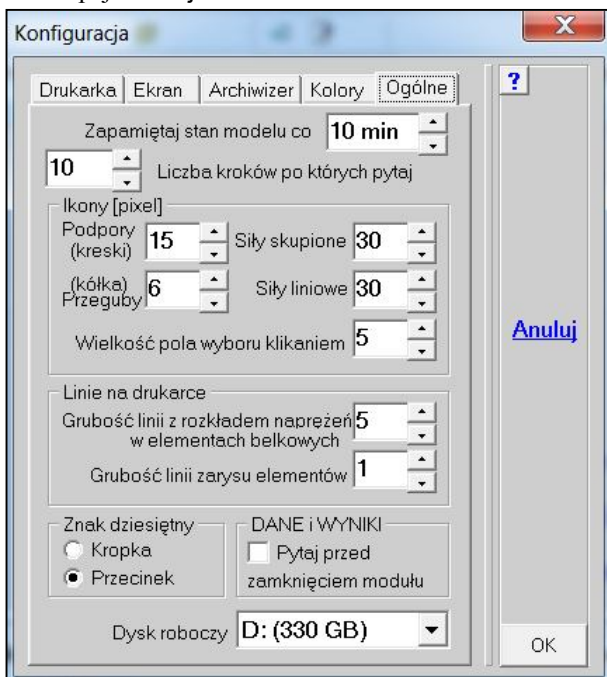 Konfiguracja
X
Drukarka Ekran Archiwizer Kolory Ogólne
?
Zapamiętaj stan modelu co 10 min
10 Liczba kroków po których pytaj
Ikony [pixel]
Podpory (kreski) 15 Siły skupione 30
(kółka) Przeguby 6 Siły liniowe 30
Wielkość pola wyboru klikaniem 5
Anuluj
Linie na drukarce
Grubość linii z rozkładem naprężeń 5
w elementach belkowych
Grubość linii zarysu elementów 1
Znak dziesiętny
Kropka
Przecinek
DANE i WYNIKI
Pytaj przed
zamknięciem modułu
Dysk roboczy D: (330 GB)
OK